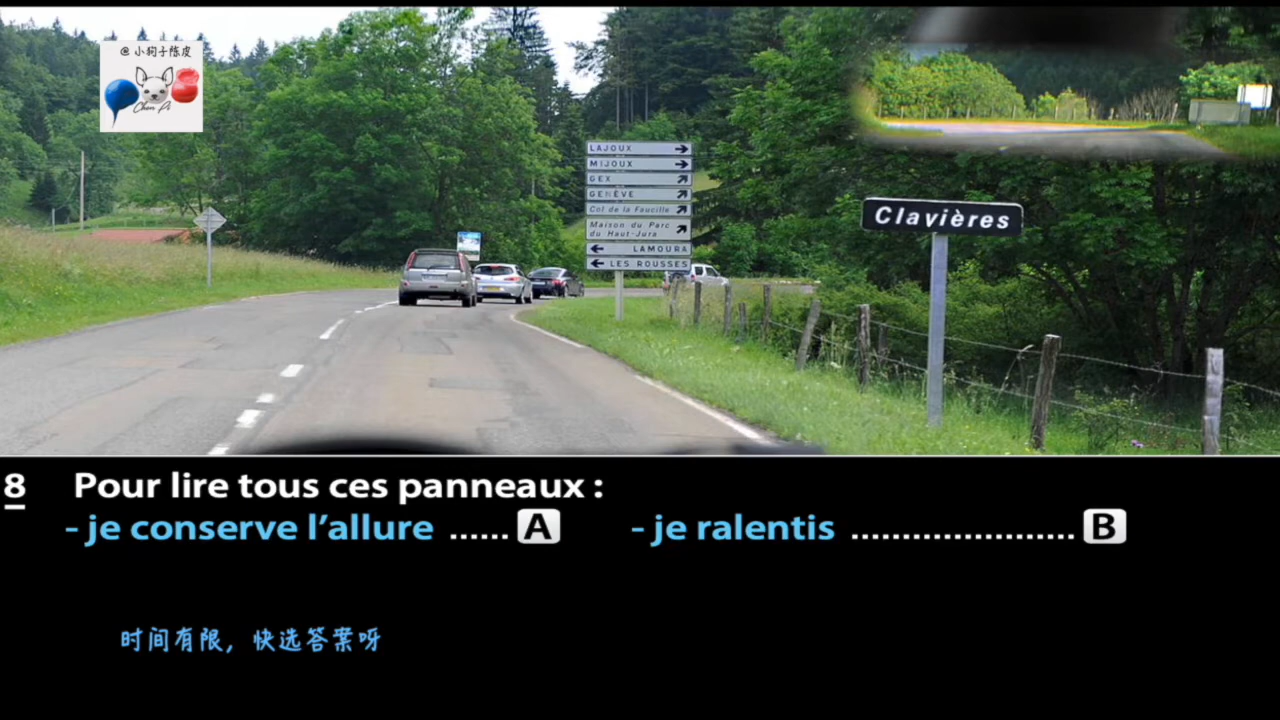 @小狗子陈皮
Chen Pi
LAJOUX
MIJOUX
GEX
GENÈVE
Col de la Faucille
Maison du Parc
du Haut-Jura
LAMOURA
LES ROUSSES
Clavières
8 Pour lire tous ces panneaux :
- je conserve l’allure ...... A - je ralentis ...................... B
时间有限，快选答案呀